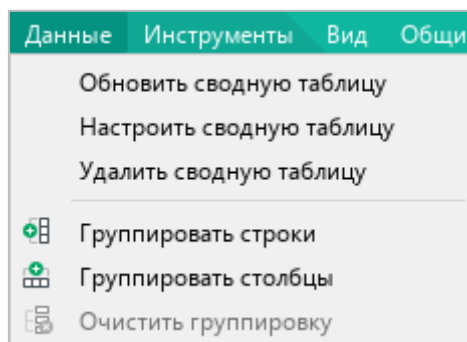 Данные Инструменты Вид Общи
Обновить сводную таблицу
Настроить сводную таблицу
Удалить сводную таблицу
Группировать строки
Группировать столбцы
Очистить группировку